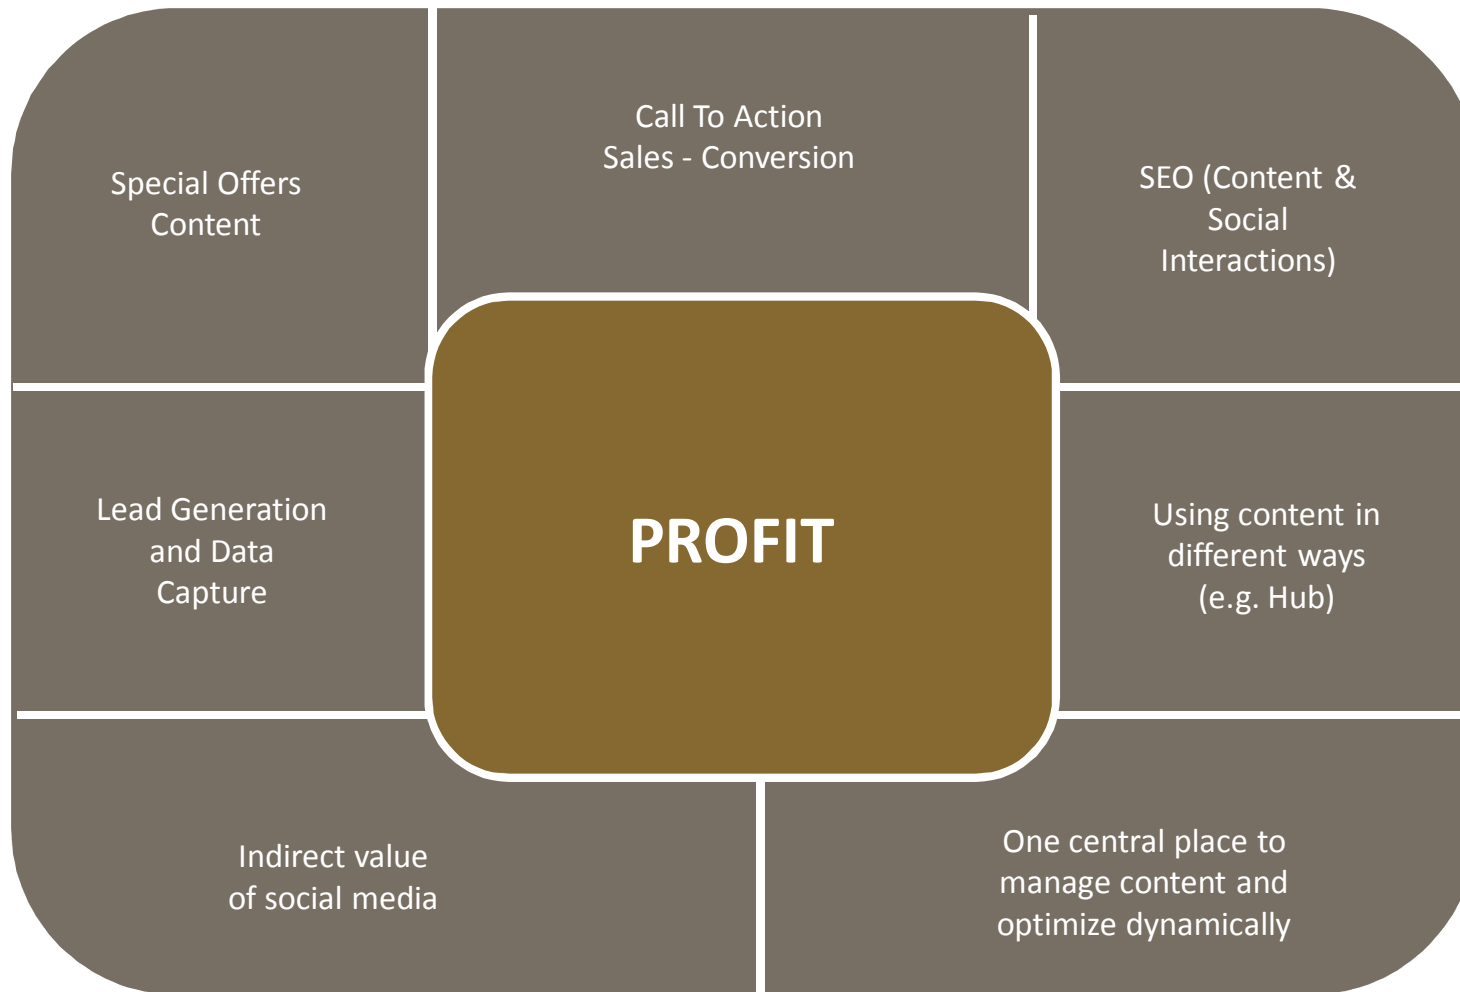 Special Offers
Content
Call To Action
Sales - Conversion
SEO (Content &
Social
Interactions)
Lead Generation
and Data
Capture
PROFIT
Using content in
different ways
(e.g. Hub)
Indirect value
of social media
One central place to
manage content and
optimize dynamically